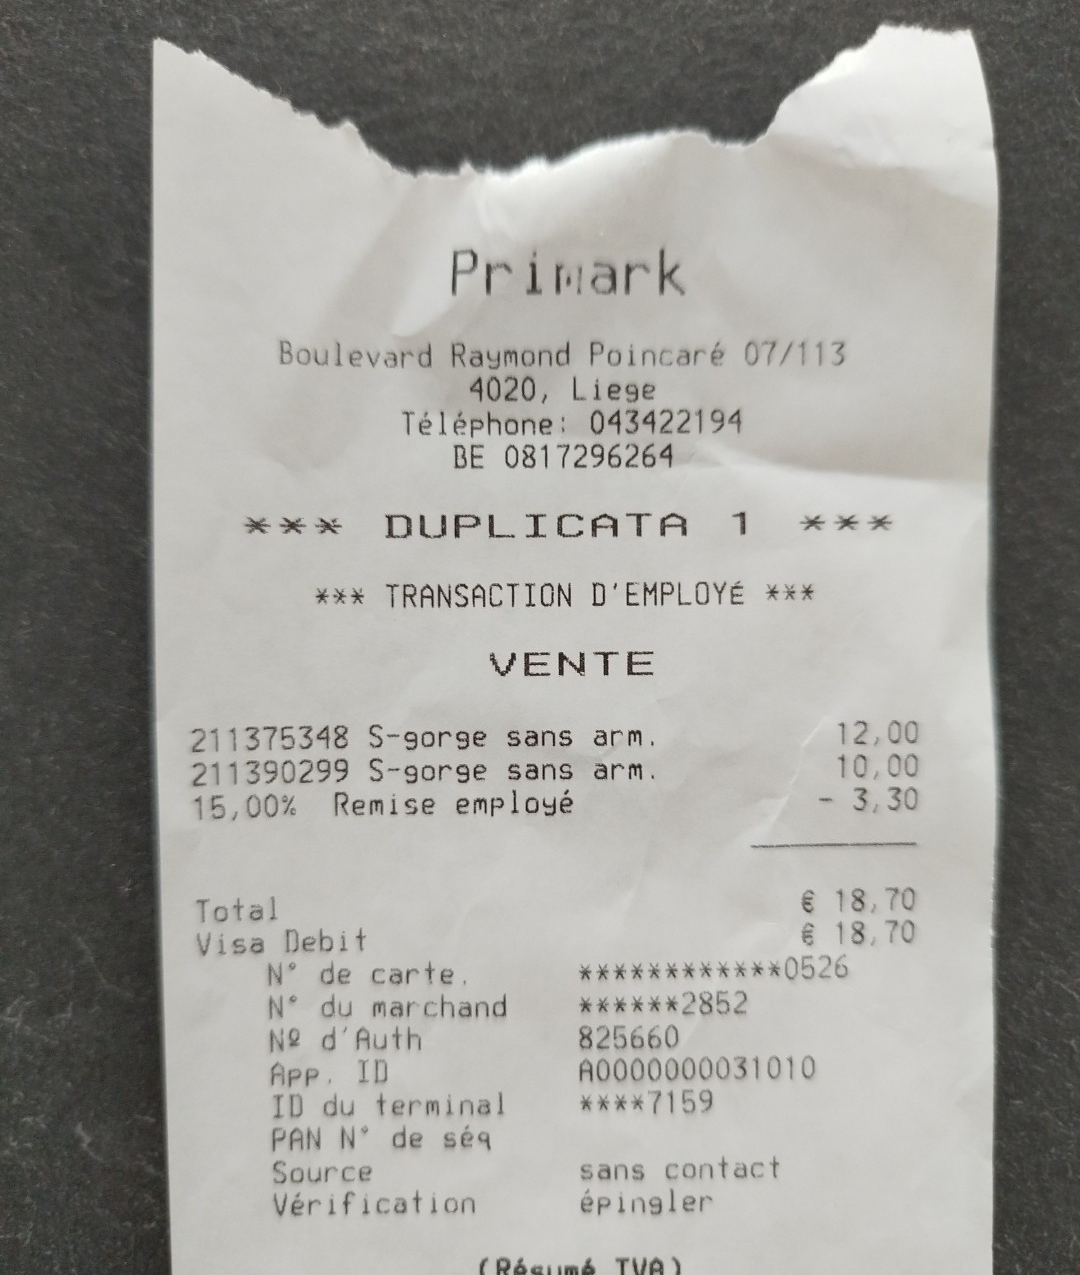 Primark
Boulevard Raymond Poincaré 07/113
4020, Liege
Téléphone: 043422194
BE 0817296264
*** DUPLICATA 1 ***
*** TRANSACTION D'EMPLOYÉ ***
VENTE
211375348 S-gorge sans arm. 12,00
211390299 S-gorge sans arm. 10,00
15,00% Remise employé - 3,30
Total € 18,70
Visa Debit € 18,70
N° de carte. ************0526
N° du marchand ******2852
Nº d'Auth 825660
App. ID A0000000031010
ID du terminal ****7159
PAN N° de séq
Source sans contact
Vérification épingler
(Résumé TVA)